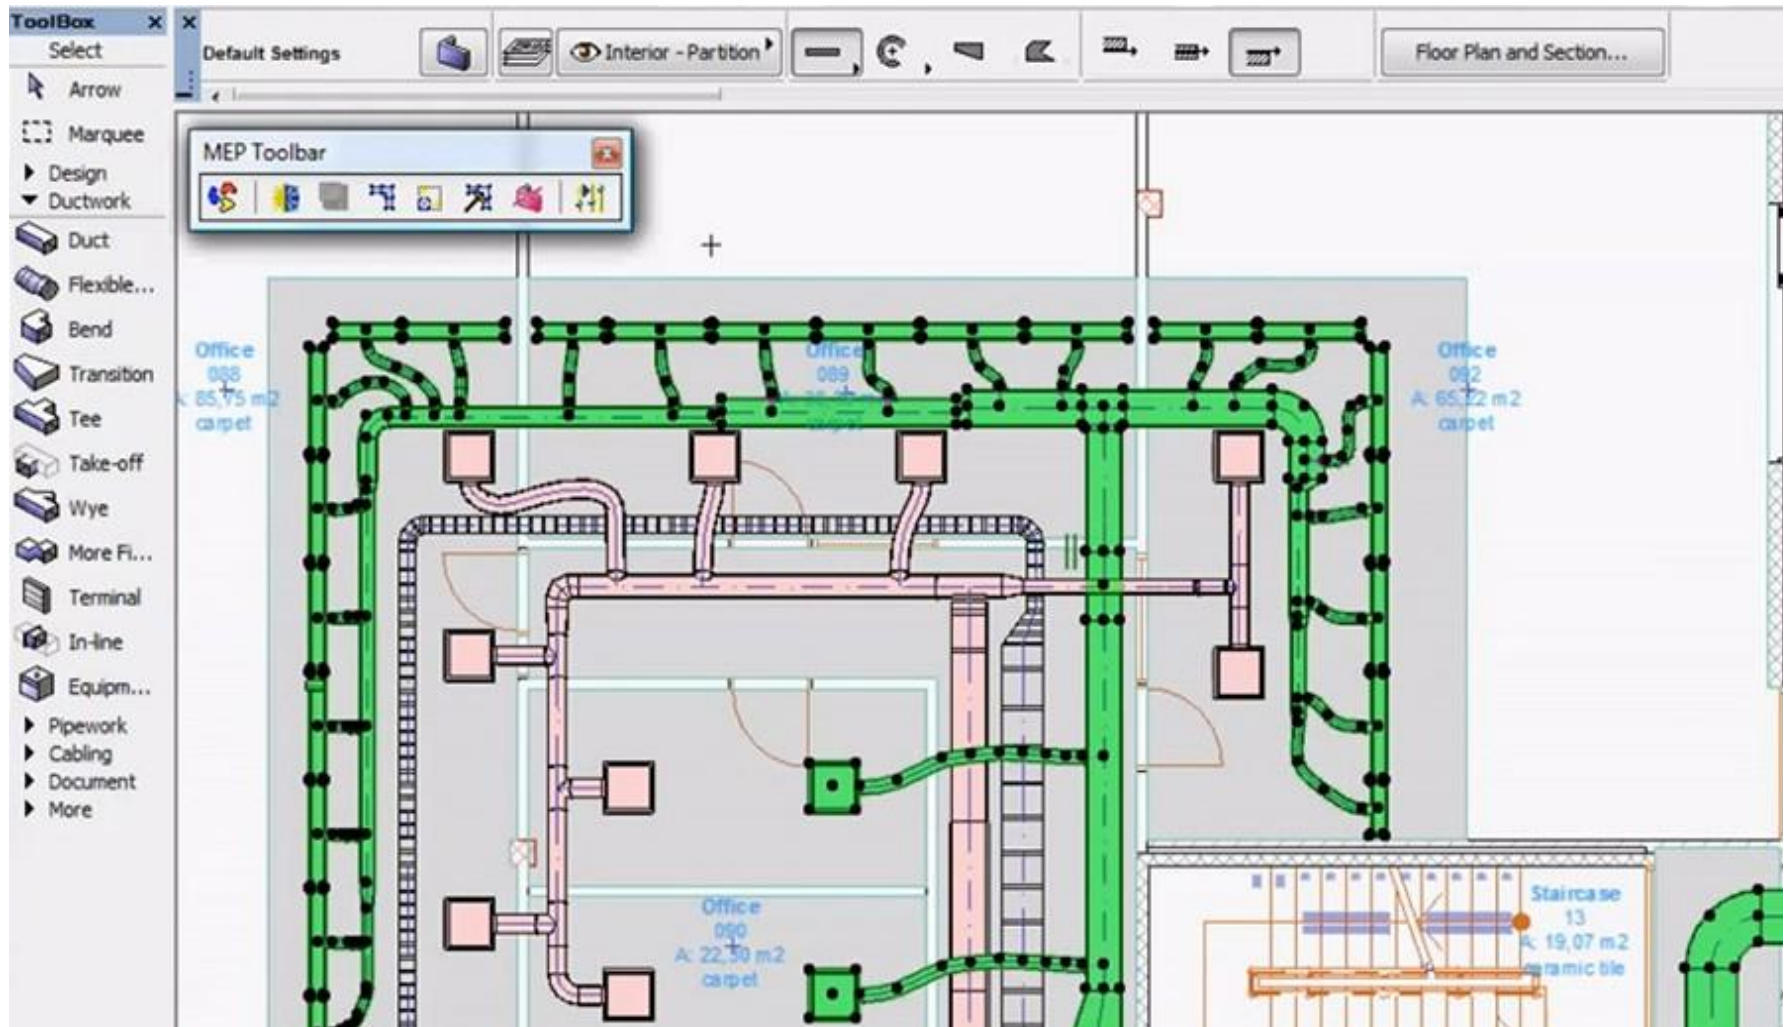 ToolBox
Select
Arrow
Marquee
Design
Ductwork
Duct
Flexible...
Bend
Transition
Tee
Take-off
Wye
More Fi...
Terminal
In-line
Equipm...
Pipework
Cabling
Document
More
Default Settings
Interior - Partition
Floor Plan and Section...
MEP Toolbar
Office
088
A: 85,75 m2
carpet
Office
089
carpet
Office
092
A: 65,22 m2
carpet
Office
090
A: 22,30 m2
carpet
Staircase
13
A: 19,07 m2
ceramic tile